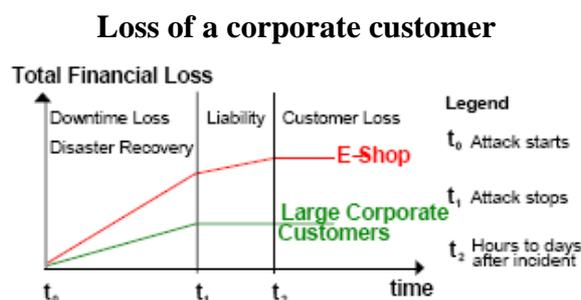 Loss of a corporate customer
Total Financial Loss
Downtime Loss
Disaster Recovery
Liability
Customer Loss
E-Shop
Large Corporate
Customers
t₀
t₁
t₂
time
Legend
t₀ Attack starts
t₁ Attack stops
t₂ Hours to days
after incident